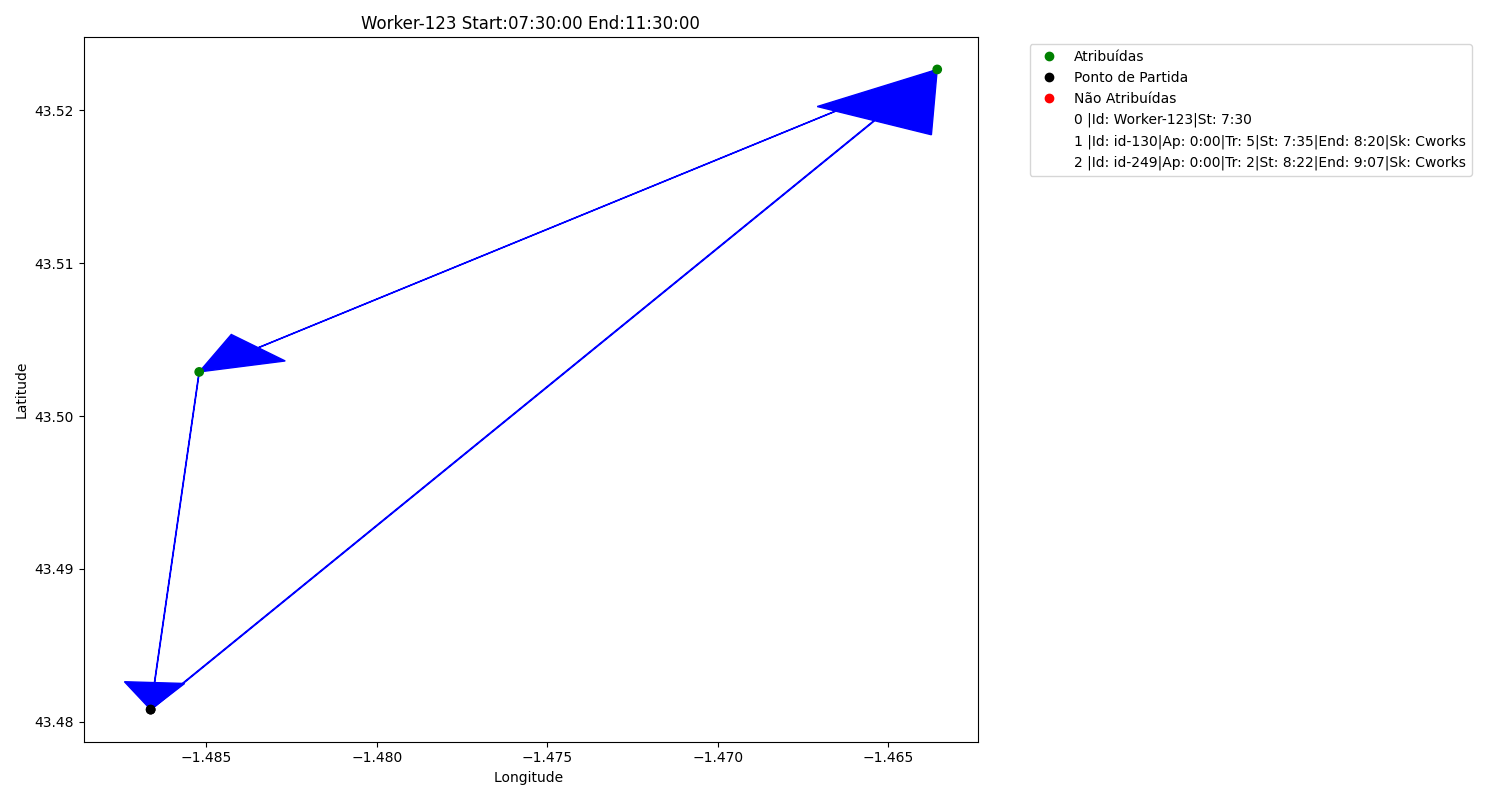 Worker-123 Start:07:30:00 End:11:30:00
Atribuídas
Ponto de Partida
Não Atribuídas
0 |Id: Worker-123|St: 7:30
1 |Id: id-130|Ap: 0:00|Tr: 5|St: 7:35|End: 8:20|Sk: Cworks
2 |Id: id-249|Ap: 0:00|Tr: 2|St: 8:22|End: 9:07|Sk: Cworks
Latitude
43.52
43.51
43.50
43.49
43.48
−1.485
−1.480
−1.475
−1.470
−1.465
Longitude